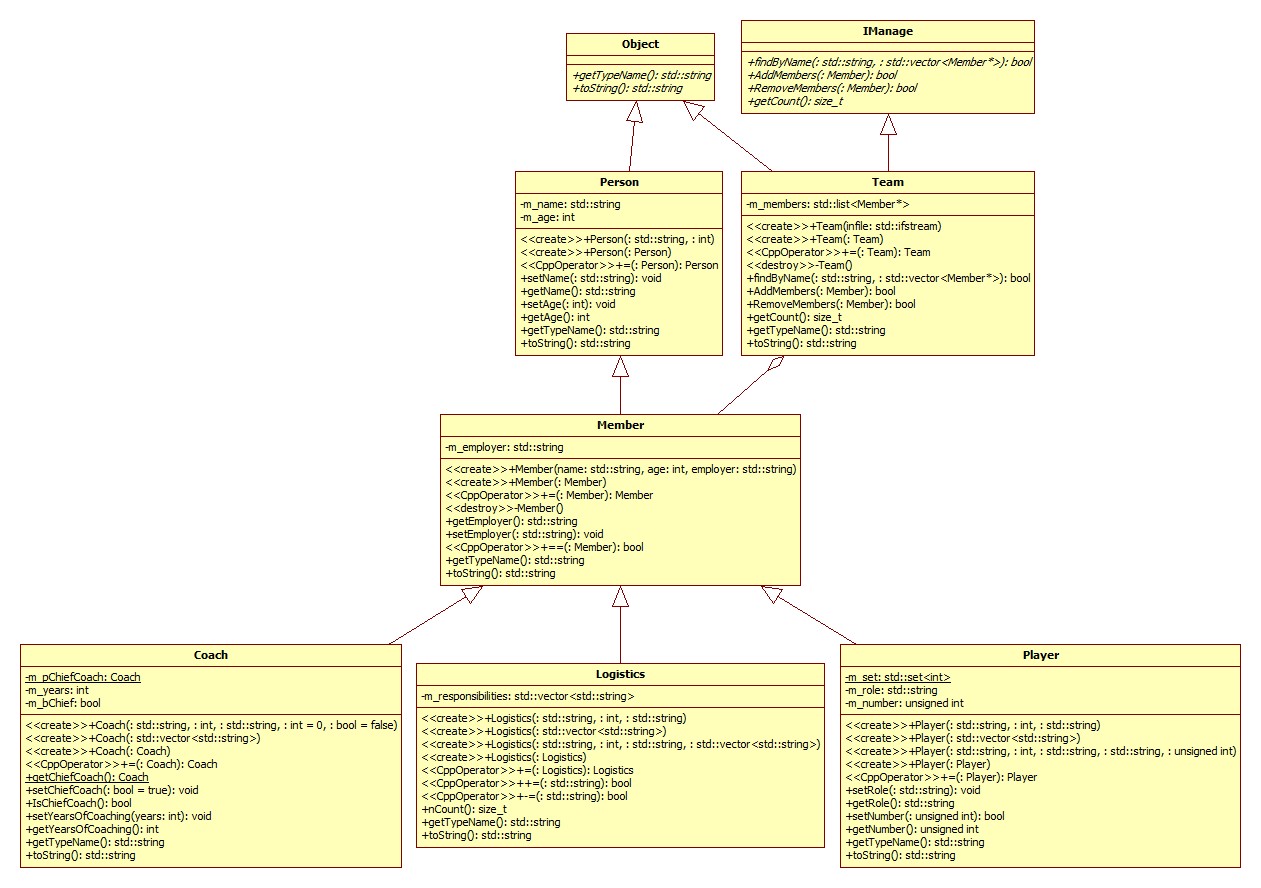 Object
+getTypeName(): std::string
+toString(): std::string
IManage
+findByName(: std::string, : std::vector<Member*>): bool
+AddMembers(: Member): bool
+RemoveMembers(: Member): bool
+getCount(): size_t
Person
-m_name: std::string
-m_age: int
<<create>>+Person(: std::string, : int)
<<create>>+Person(: Person)
<<CppOperator>>+=(: Person): Person
+setName(: std::string): void
+getName(): std::string
+setAge(: int): void
+getAge(): int
+getTypeName(): std::string
+toString(): std::string
Team
-m_members: std::list<Member*>
<<create>>+Team(infile: std::ifstream)
<<create>>+Team(: Team)
<<CppOperator>>+=(: Team): Team
<<destroy>>-Team()
+findByName(: std::string, : std::vector<Member*>): bool
+AddMembers(: Member): bool
+RemoveMembers(: Member): bool
+getCount(): size_t
+getTypeName(): std::string
+toString(): std::string
Member
-m_employer: std::string
<<create>>+Member(name: std::string, age: int, employer: std::string)
<<create>>+Member(: Member)
<<CppOperator>>+=(: Member): Member
<<destroy>>-Member()
+getEmployer(): std::string
+setEmployer(: std::string): void
<<CppOperator>>+==(: Member): bool
+getTypeName(): std::string
+toString(): std::string
Coach
-m_pChiefCoach: Coach
-m_years: int
-m_bChief: bool
<<create>>+Coach(: std::string, : int, : std::string, : int = 0, : bool = false)
<<create>>+Coach(: std::vector<std::string>)
<<create>>+Coach(: Coach)
<<CppOperator>>+=(: Coach): Coach
+getChiefCoach(): Coach
+setChiefCoach(: bool = true): void
+IsChiefCoach(): bool
+setYearsOfCoaching(years: int): void
+getYearsOfCoaching(): int
+getTypeName(): std::string
+toString(): std::string
Logistics
-m_responsibilities: std::vector<std::string>
<<create>>+Logistics(: std::string, : int, : std::string)
<<create>>+Logistics(: std::vector<std::string>)
<<create>>+Logistics(: std::string, : int, : std::string, : std::vector<std::string>)
<<create>>+Logistics(: Logistics)
<<CppOperator>>+=(: Logistics): Logistics
<<CppOperator>>++=(: std::string): bool
<<CppOperator>>+-=(: std::string): bool
+nCount(): size_t
+getTypeName(): std::string
+toString(): std::string
Player
-m_set: std::set<int>
-m_role: std::string
-m_number: unsigned int
<<create>>+Player(: std::string, : int, : std::string)
<<create>>+Player(: std::vector<std::string>)
<<create>>+Player(: std::string, : int, : std::string, : std::string, : unsigned int)
<<create>>+Player(: Player)
<<CppOperator>>+=(: Player): Player
+setRole(: std::string): void
+getRole(): std::string
+setNumber(: unsigned int): bool
+getNumber(): unsigned int
+getTypeName(): std::string
+toString(): std::string